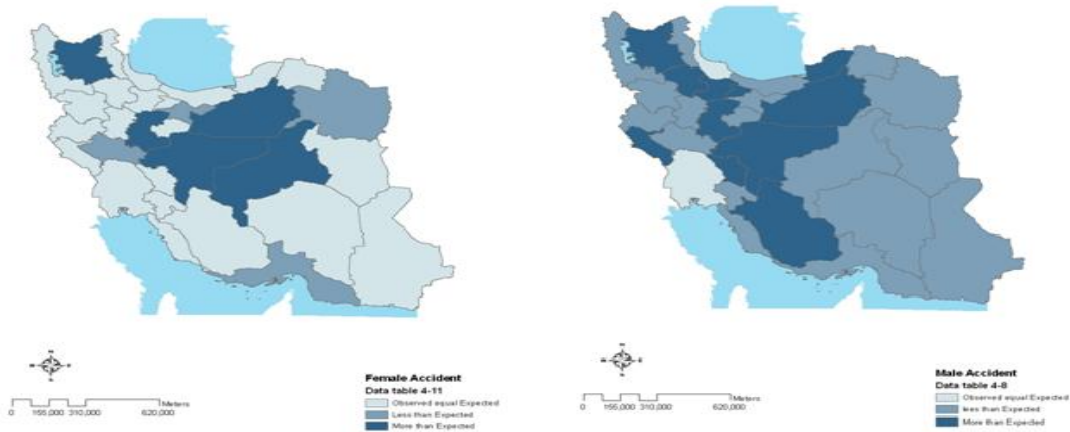 N
W E
S
Meters
0 155,000 310,000 620,000
Female Accident
Data table 4-11
Observed equal Expected
Less than Expected
More than Expected
N
W E
S
Meters
0 155,000 310,000 620,000
Male Accident
Data table 4-8
Observed equal Expected
less than Expected
More than Expected